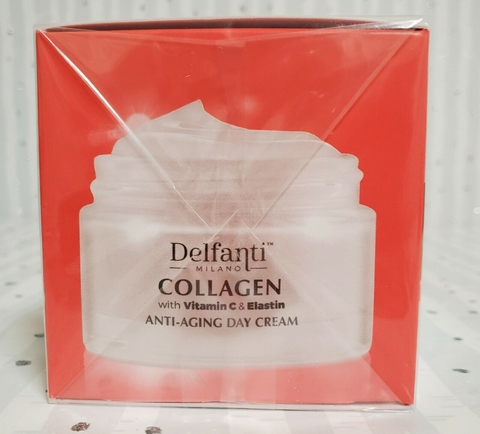 Delfanti™
MILANO
COLLAGEN
with Vitamin C & Elastin
ANTI-AGING DAY CREAM